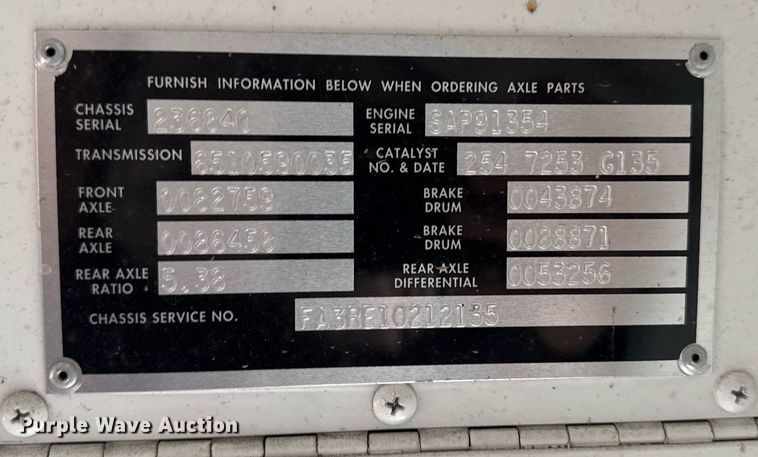 FURNISH INFORMATION BELOW WHEN ORDERING AXLE PARTS
CHASSIS SERIAL 236840
ENGINE SERIAL SAP91354
TRANSMISSION 6510590035
CATALYST NO. & DATE 254 7253 G135
FRONT AXLE 0082759
BRAKE DRUM 0043874
REAR AXLE 0086458
BRAKE DRUM 0088871
REAR AXLE RATIO 5.38
REAR AXLE DIFFERENTIAL 0053256
CHASSIS SERVICE NO. FA3RE10212135
Purple Wave Auction